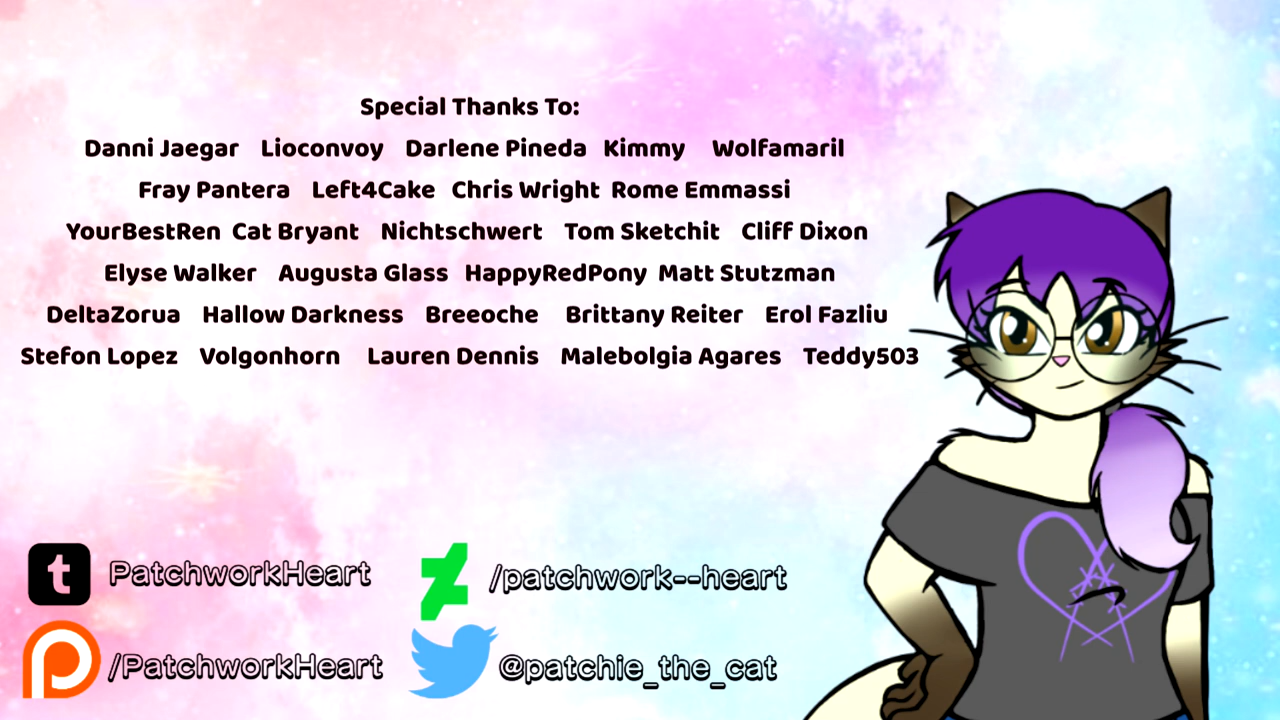 Special Thanks To:
Danni Jaegar Lioconvoy Darlene Pineda Kimmy Wolfamaril
Fray Pantera Left4Cake Chris Wright Rome Emmassi
YourBestRen Cat Bryant Nichtschwert Tom Sketchit Cliff Dixon
Elyse Walker Augusta Glass HappyRedPony Matt Stutzman
DeltaZorua Hallow Darkness Breeoche Brittany Reiter Erol Fazliu
Stefon Lopez Volgonhorn Lauren Dennis Malebolgia Agares Teddy503
t PatchworkHeart /patchwork--heart
/PatchworkHeart @patchie_the_cat